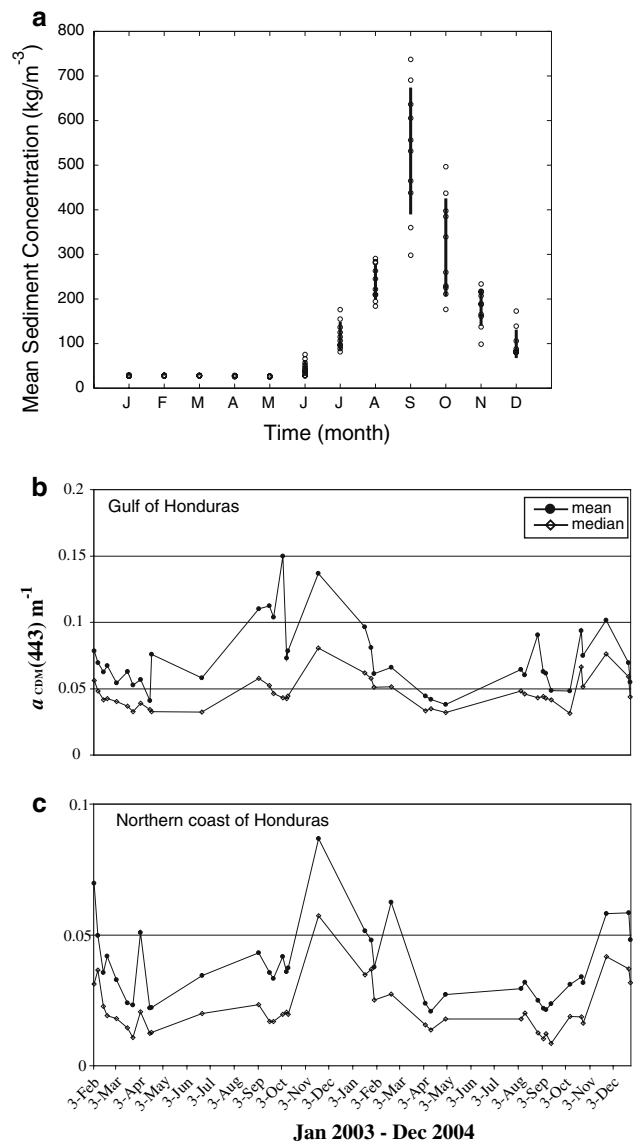 a
Mean Sediment Concentration (kg/m⁻³)
800
700
600
500
400
300
200
100
0
J F M A M J J A S O N D
Time (month)
b
Gulf of Honduras
mean
median
a CDM(443) m⁻¹
0.2
0.15
0.1
0.05
0
c
Northern coast of Honduras
0.1
0.05
0
3-Feb 3-Mar 3-Apr 3-May 3-Jun 3-Jul 3-Aug 3-Sep 3-Oct 3-Nov 3-Dec 3-Jan 3-Feb 3-Mar 3-Apr 3-May 3-Jun 3-Jul 3-Aug 3-Sep 3-Oct 3-Nov 3-Dec
Jan 2003 - Dec 2004